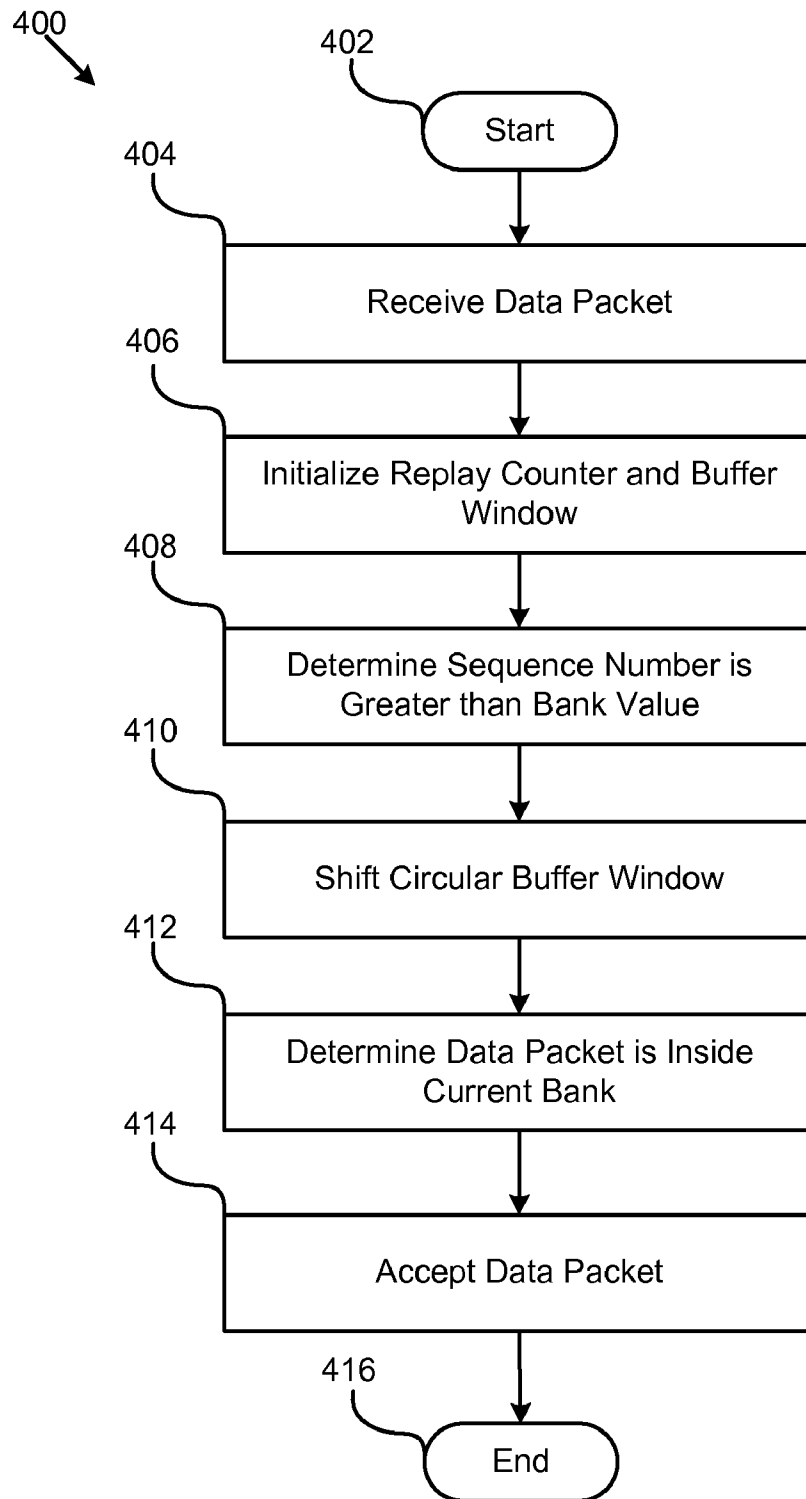 400
402
Start
404
Receive Data Packet
406
Initialize Replay Counter and Buffer
Window
408
Determine Sequence Number is
Greater than Bank Value
410
Shift Circular Buffer Window
412
Determine Data Packet is Inside
Current Bank
414
Accept Data Packet
416
End